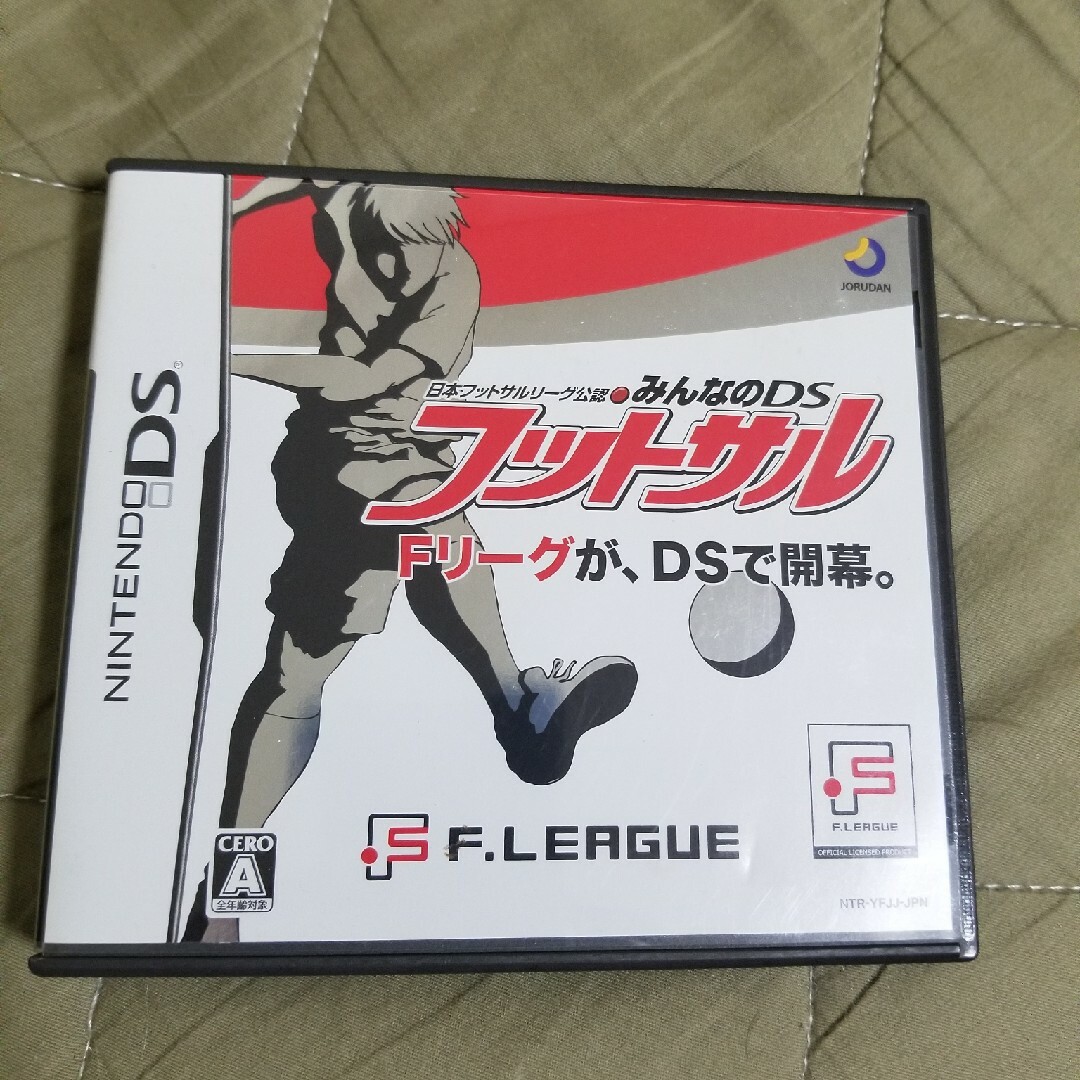 NINTENDO DS®
JORUDAN
日本フットサルリーグ公認 みんなのDS
フットサル
Fリーグが、DSで開幕。
FS F.LEAGUE
FS
F.LEAGUE
OFFICIAL LICENSED PRODUCT
CERO
A
全年齢対象
NTR-YFJJ-JPN